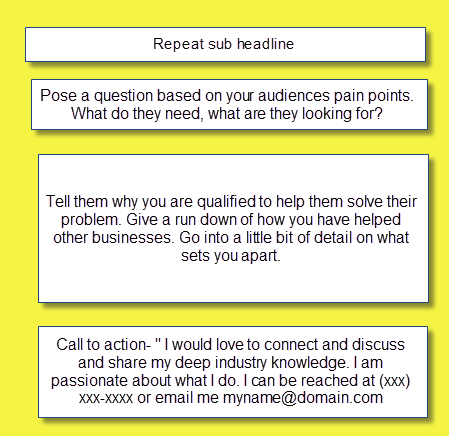 Repeat sub headline
Pose a question based on your audiences pain points.
What do they need, what are they looking for?
Tell them why you are qualified to help them solve their
problem. Give a run down of how you have helped
other businesses. Go into a little bit of detail on what
sets you apart.
Call to action- " I would love to connect and discuss
and share my deep industry knowledge. I am
passionate about what I do. I can be reached at (xxx)
xxx-xxxx or email me myname@domain.com